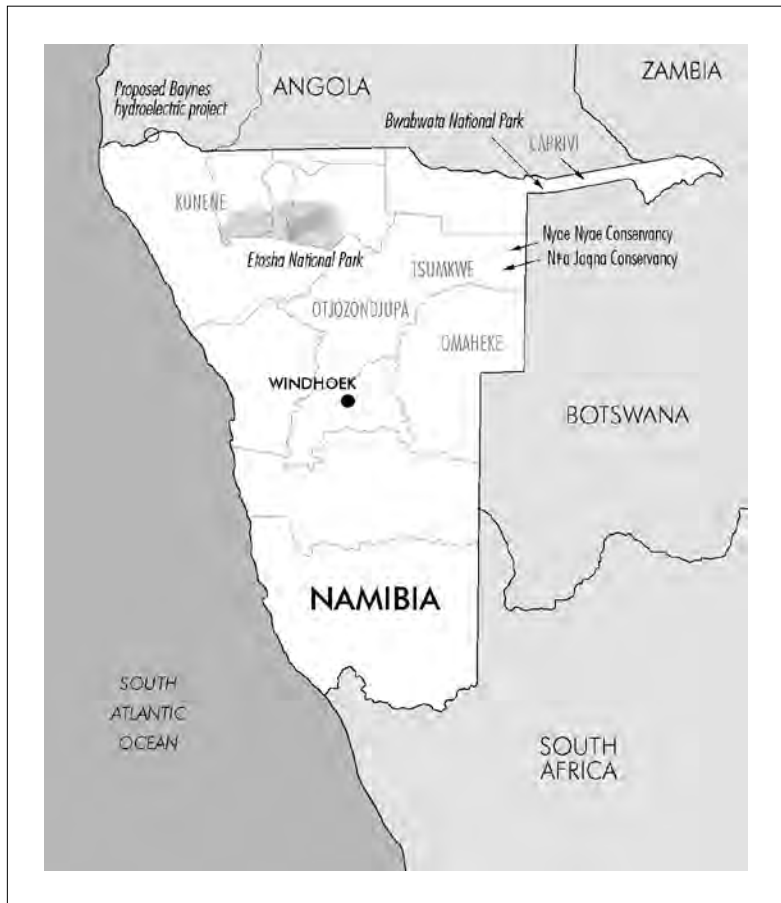 ZAMBIA
ANGOLA
Proposed Baynes
hydroelectric project
Bwabwata National Park
CAPRIVI
KUNENE
Nyae Nyae Conservancy
N‡a Jaqna Conservancy
Etosha National Park
TSUMKWE
OTJOZONDJUPA
OMAHEKE
WINDHOEK
BOTSWANA
NAMIBIA
SOUTH
ATLANTIC
OCEAN
SOUTH
AFRICA